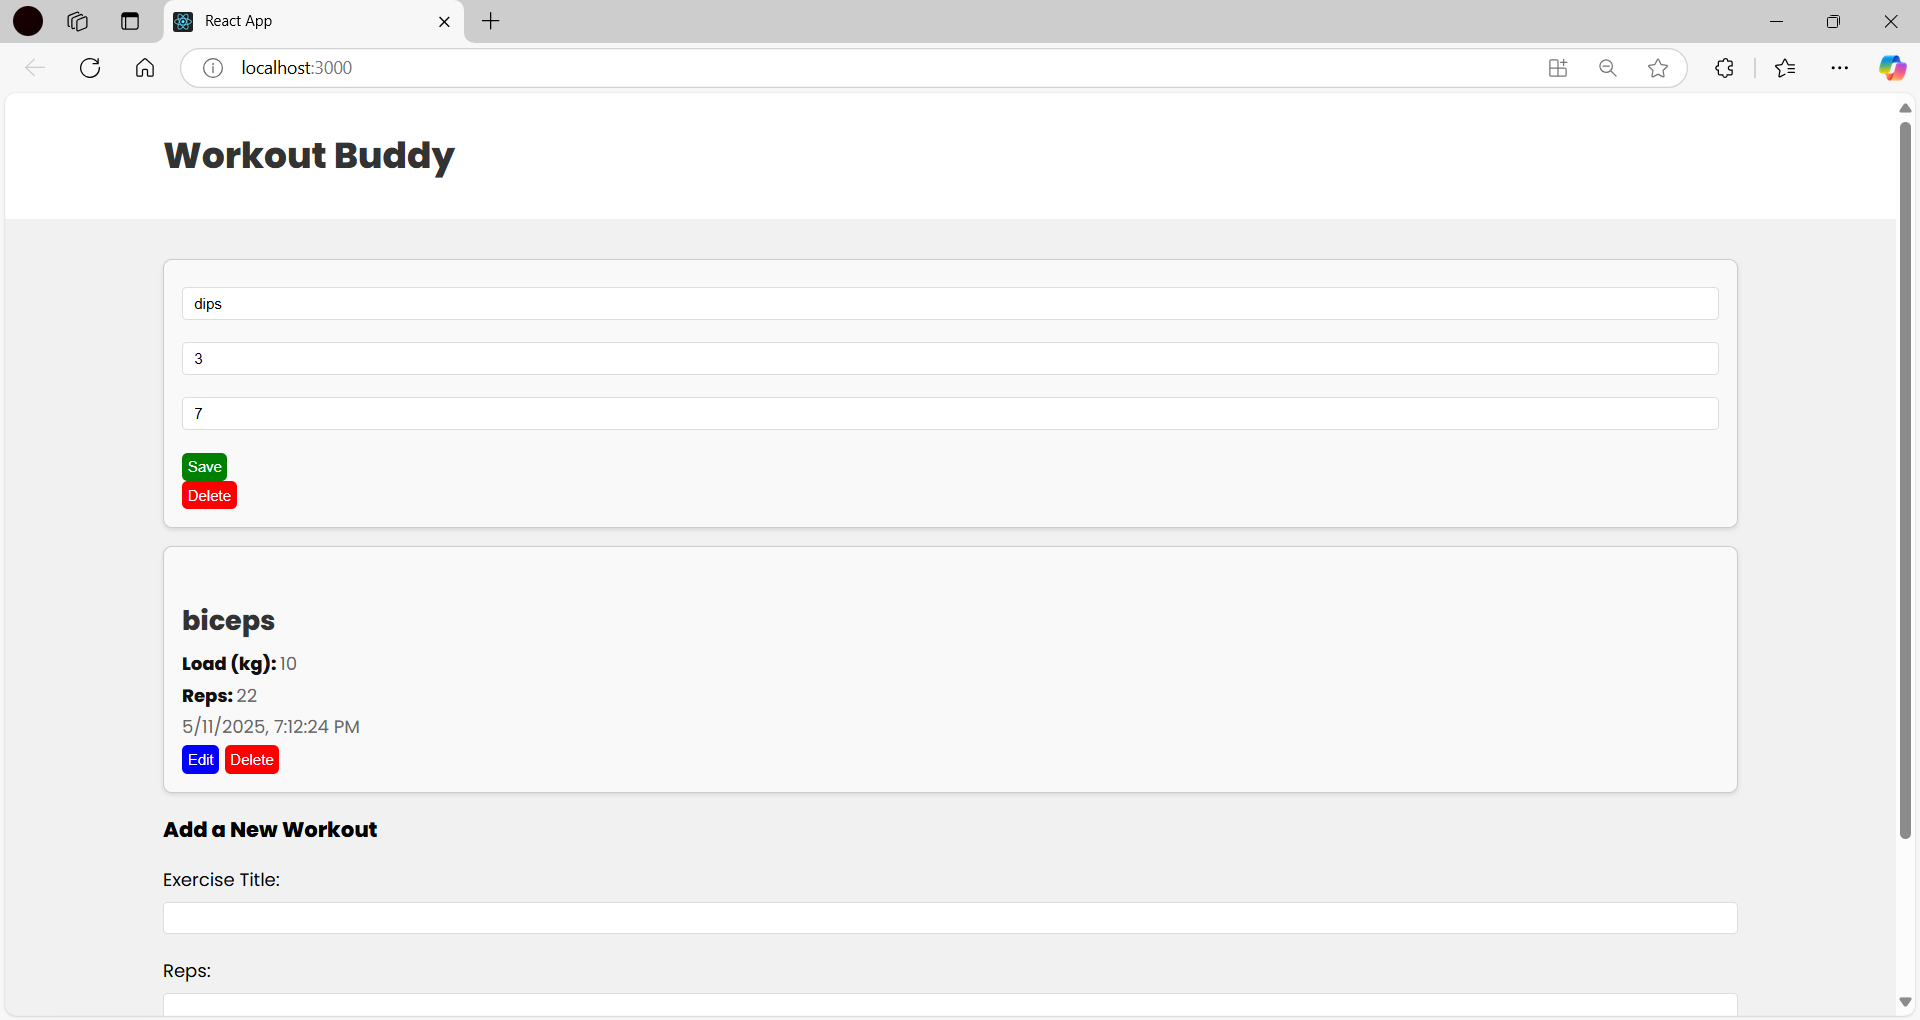 React App
localhost:3000
Workout Buddy
dips
3
7
Save
Delete
biceps
Load (kg): 10
Reps: 22
5/11/2025, 7:12:24 PM
Edit Delete
Add a New Workout
Exercise Title:
Reps: